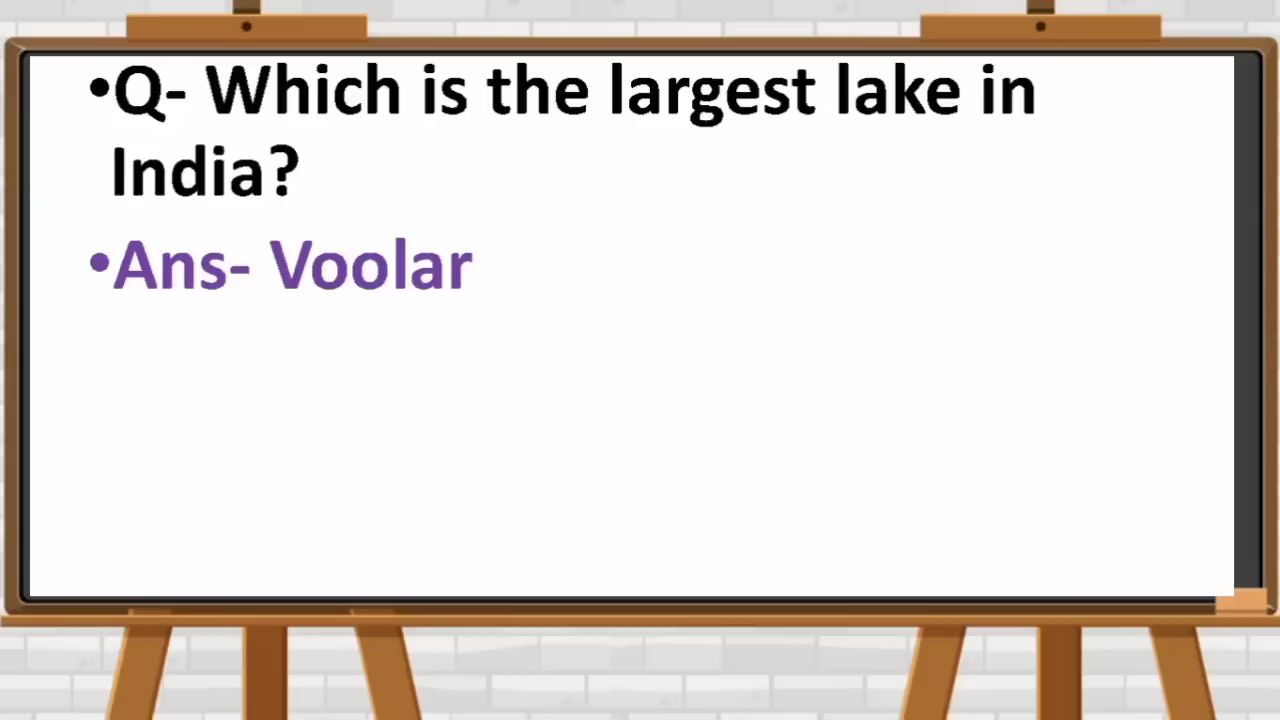 •Q- Which is the largest lake in
India?
•Ans- Voolar